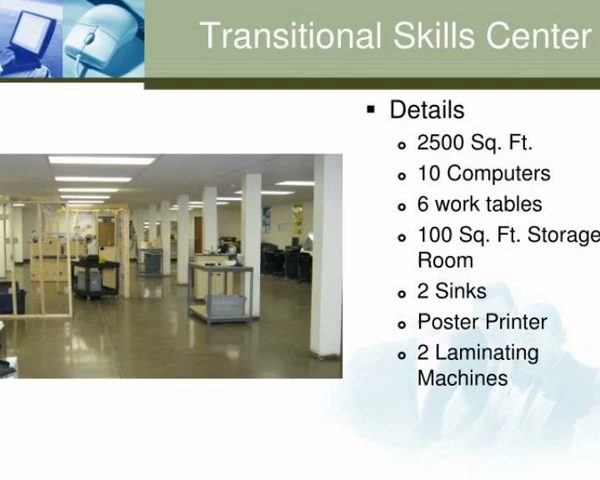 Transitional Skills Center
Details
2500 Sq. Ft.
10 Computers
6 work tables
100 Sq. Ft. Storage
Room
2 Sinks
Poster Printer
2 Laminating
Machines